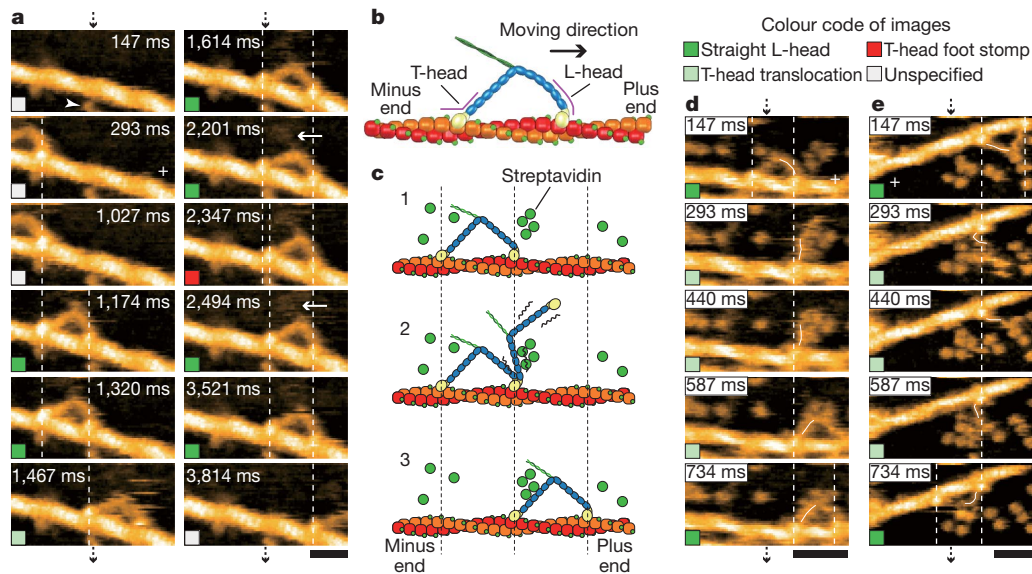 a
147 ms
293 ms
+
1,027 ms
1,174 ms
1,320 ms
1,467 ms
1,614 ms
2,201 ms
2,347 ms
2,494 ms
3,521 ms
3,814 ms
b
Moving direction
T-head
L-head
Minus
end
Plus
end
c
Streptavidin
1
2
3
Minus
end
Plus
end
Colour code of images
Straight L-head
T-head foot stomp
T-head translocation
Unspecified
d
147 ms
+
293 ms
440 ms
587 ms
734 ms
e
147 ms
+
293 ms
440 ms
587 ms
734 ms